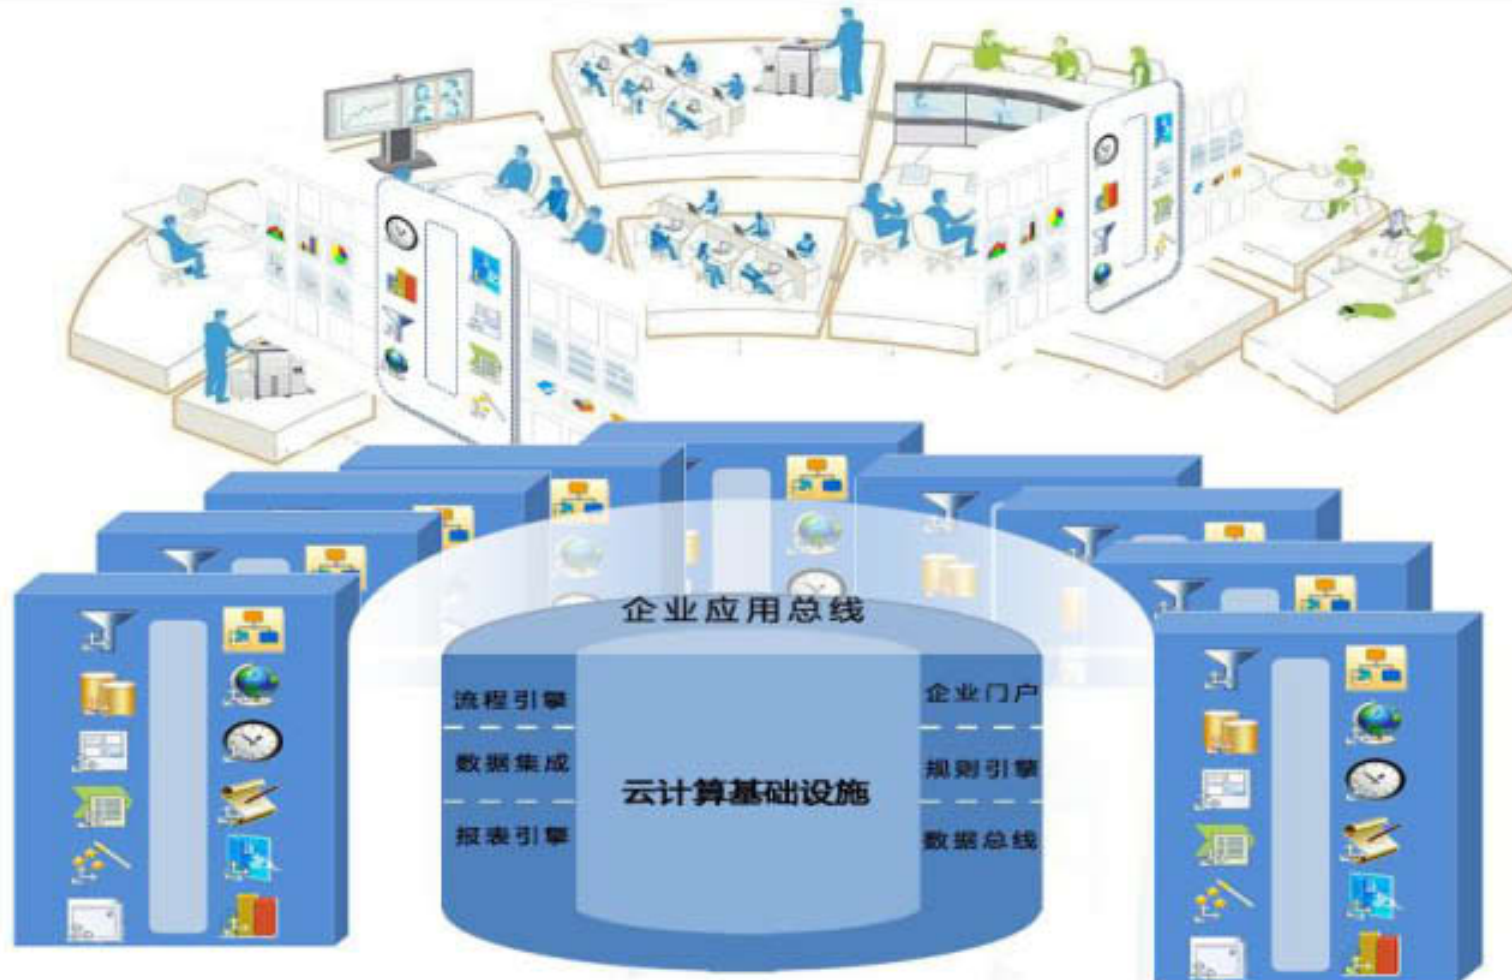 企业应用总线
流程引擎
企业门户
数据集成
云计算基础设施
规则引擎
报表引擎
数据总线